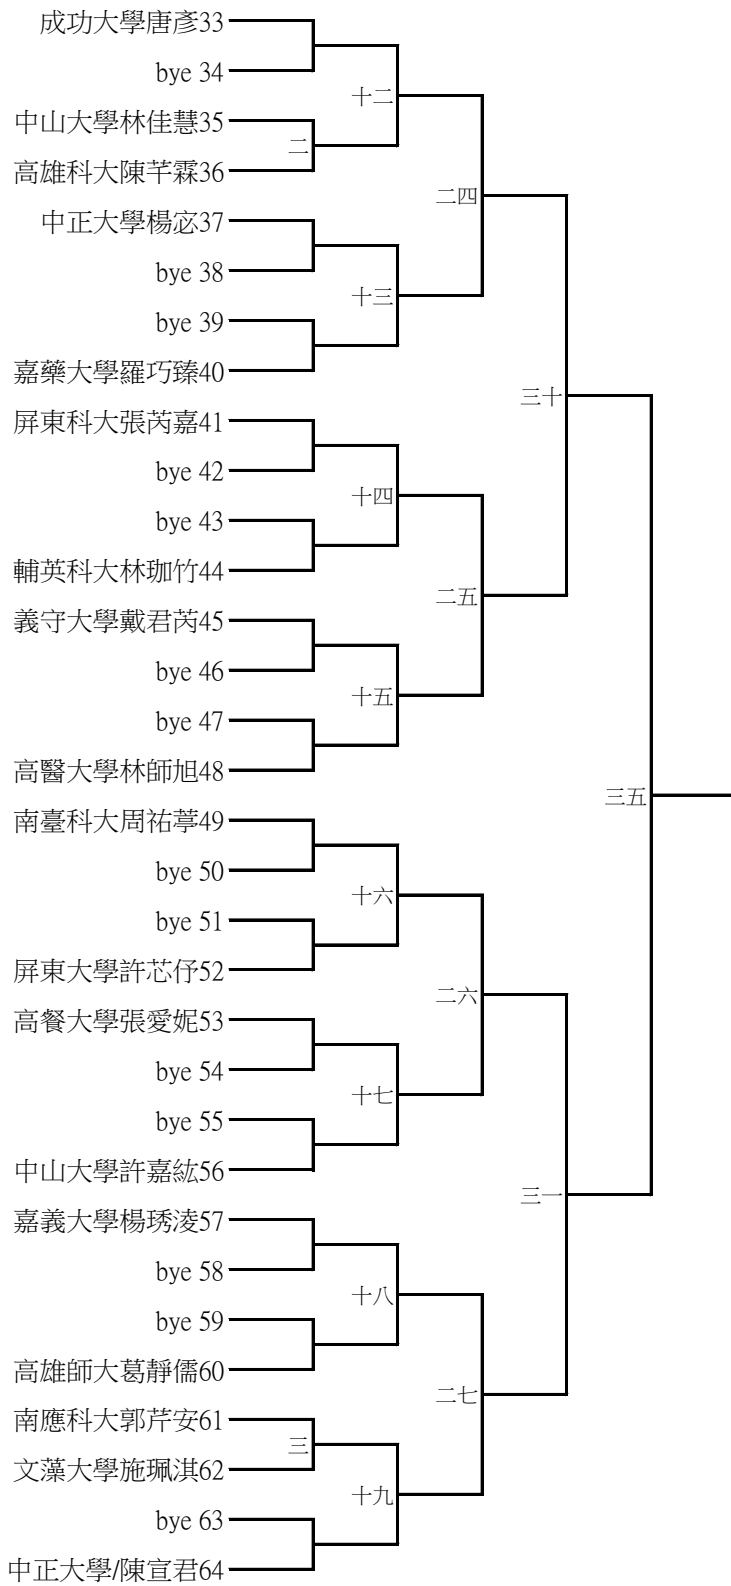 成功大學唐彥33
bye 34
十二
中山大學林佳慧35
二
高雄科大陳芊霖36
二四
中正大學楊宓37
bye 38
十三
bye 39
嘉藥大學羅巧臻40
三十
屏東科大張芮嘉41
bye 42
十四
bye 43
輔英科大林珈竹44
二五
義守大學戴君芮45
bye 46
十五
bye 47
高醫大學林師旭48
三五
南臺科大周祐葶49
bye 50
十六
bye 51
屏東大學許芯伃52
二六
高餐大學張愛妮53
bye 54
十七
bye 55
中山大學許嘉紘56
三一
嘉義大學楊琇淩57
bye 58
十八
bye 59
高雄師大葛靜儒60
二七
南應科大郭芹安61
三
文藻大學施珮淇62
十九
bye 63
中正大學/陳宣君64